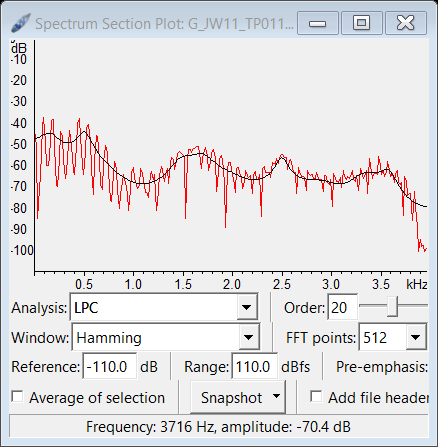 Spectrum Section Plot: G_JW11_TP011...
dB
-10
-20
-30
-40
-50
-60
-70
-80
-90
-100
0.5 1.0 1.5 2.0 2.5 3.0 3.5 kHz
Analysis: LPC Order: 20
Window: Hamming FFT points: 512
Reference: -110.0 dB Range: 110.0 dBfs Pre-emphasis:
Average of selection Snapshot Add file header
Frequency: 3716 Hz, amplitude: -70.4 dB